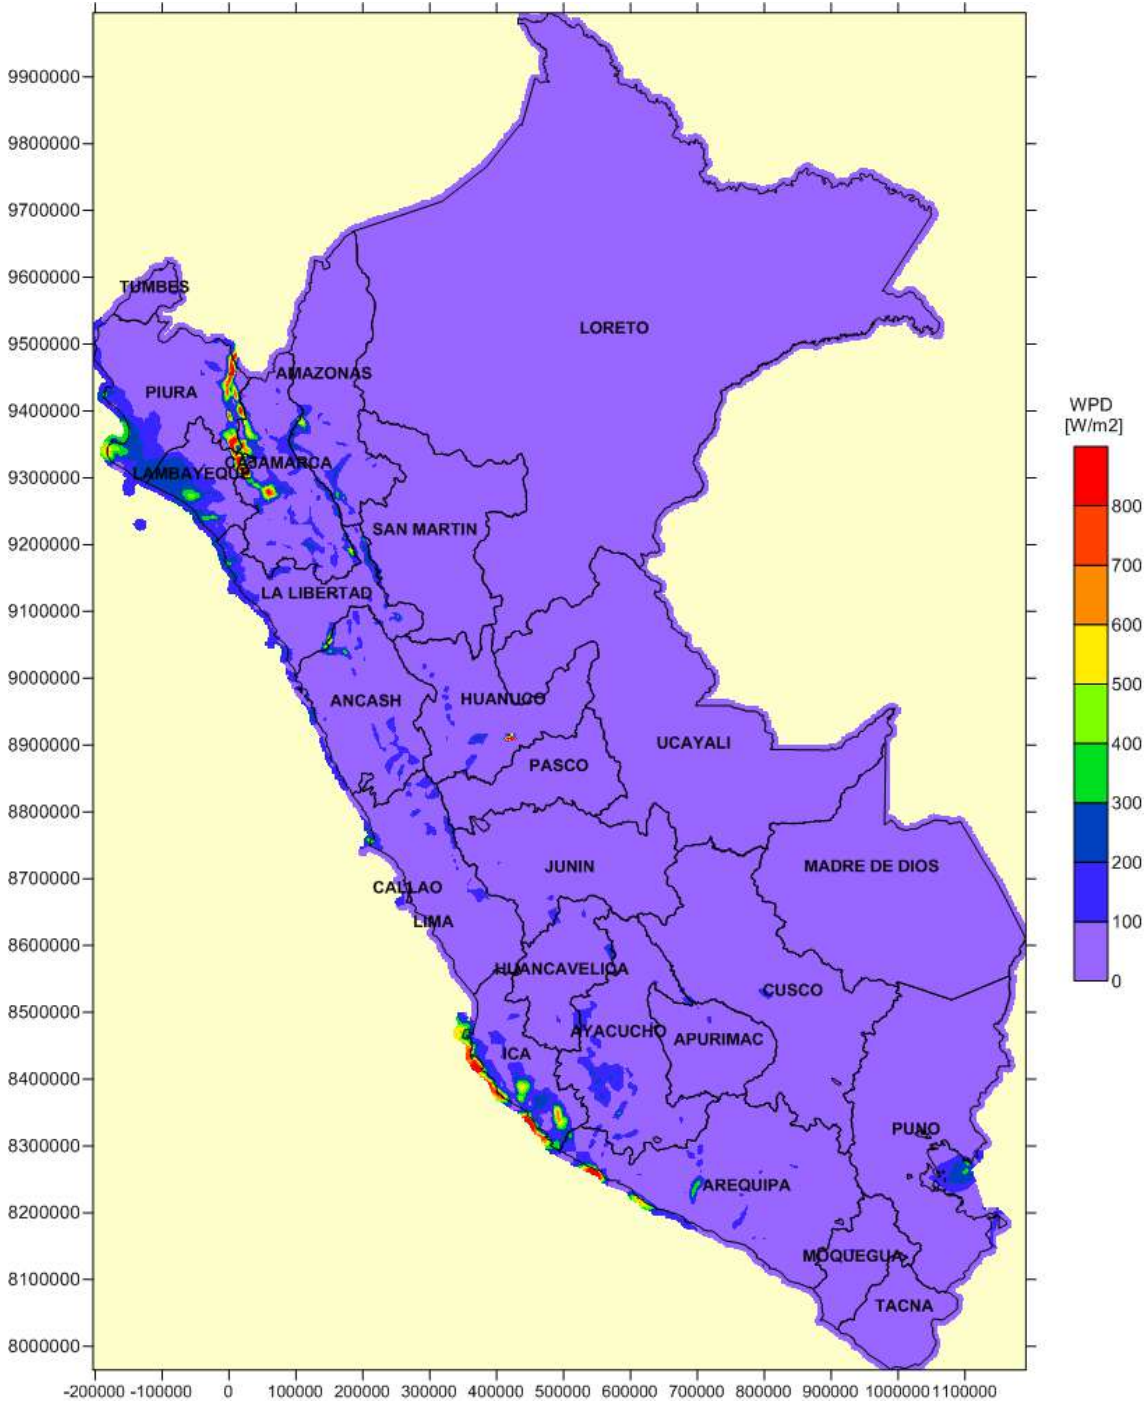 9900000
9800000
9700000
9600000
TUMBES
LORETO
9500000
AMAZONAS
PIURA
9400000
WPD
[W/m2]
CAJAMARCA
LAMBAYEQUE
9300000
SAN MARTIN
800
9200000
700
LA LIBERTAD
9100000
600
9000000
500
ANCASH
HUANUCO
UCAYALI
400
8900000
PASCO
8800000
300
JUNIN
MADRE DE DIOS
200
8700000
CALLAO
LIMA
100
8600000
HUANCAVELICA
0
CUSCO
8500000
AYACUCHO
APURIMAC
ICA
8400000
PUNO
8300000
AREQUIPA
8200000
MOQUEGUA
8100000
TACNA
8000000
-200000 -100000 0 100000 200000 300000 400000 500000 600000 700000 800000 900000 1000000 1100000